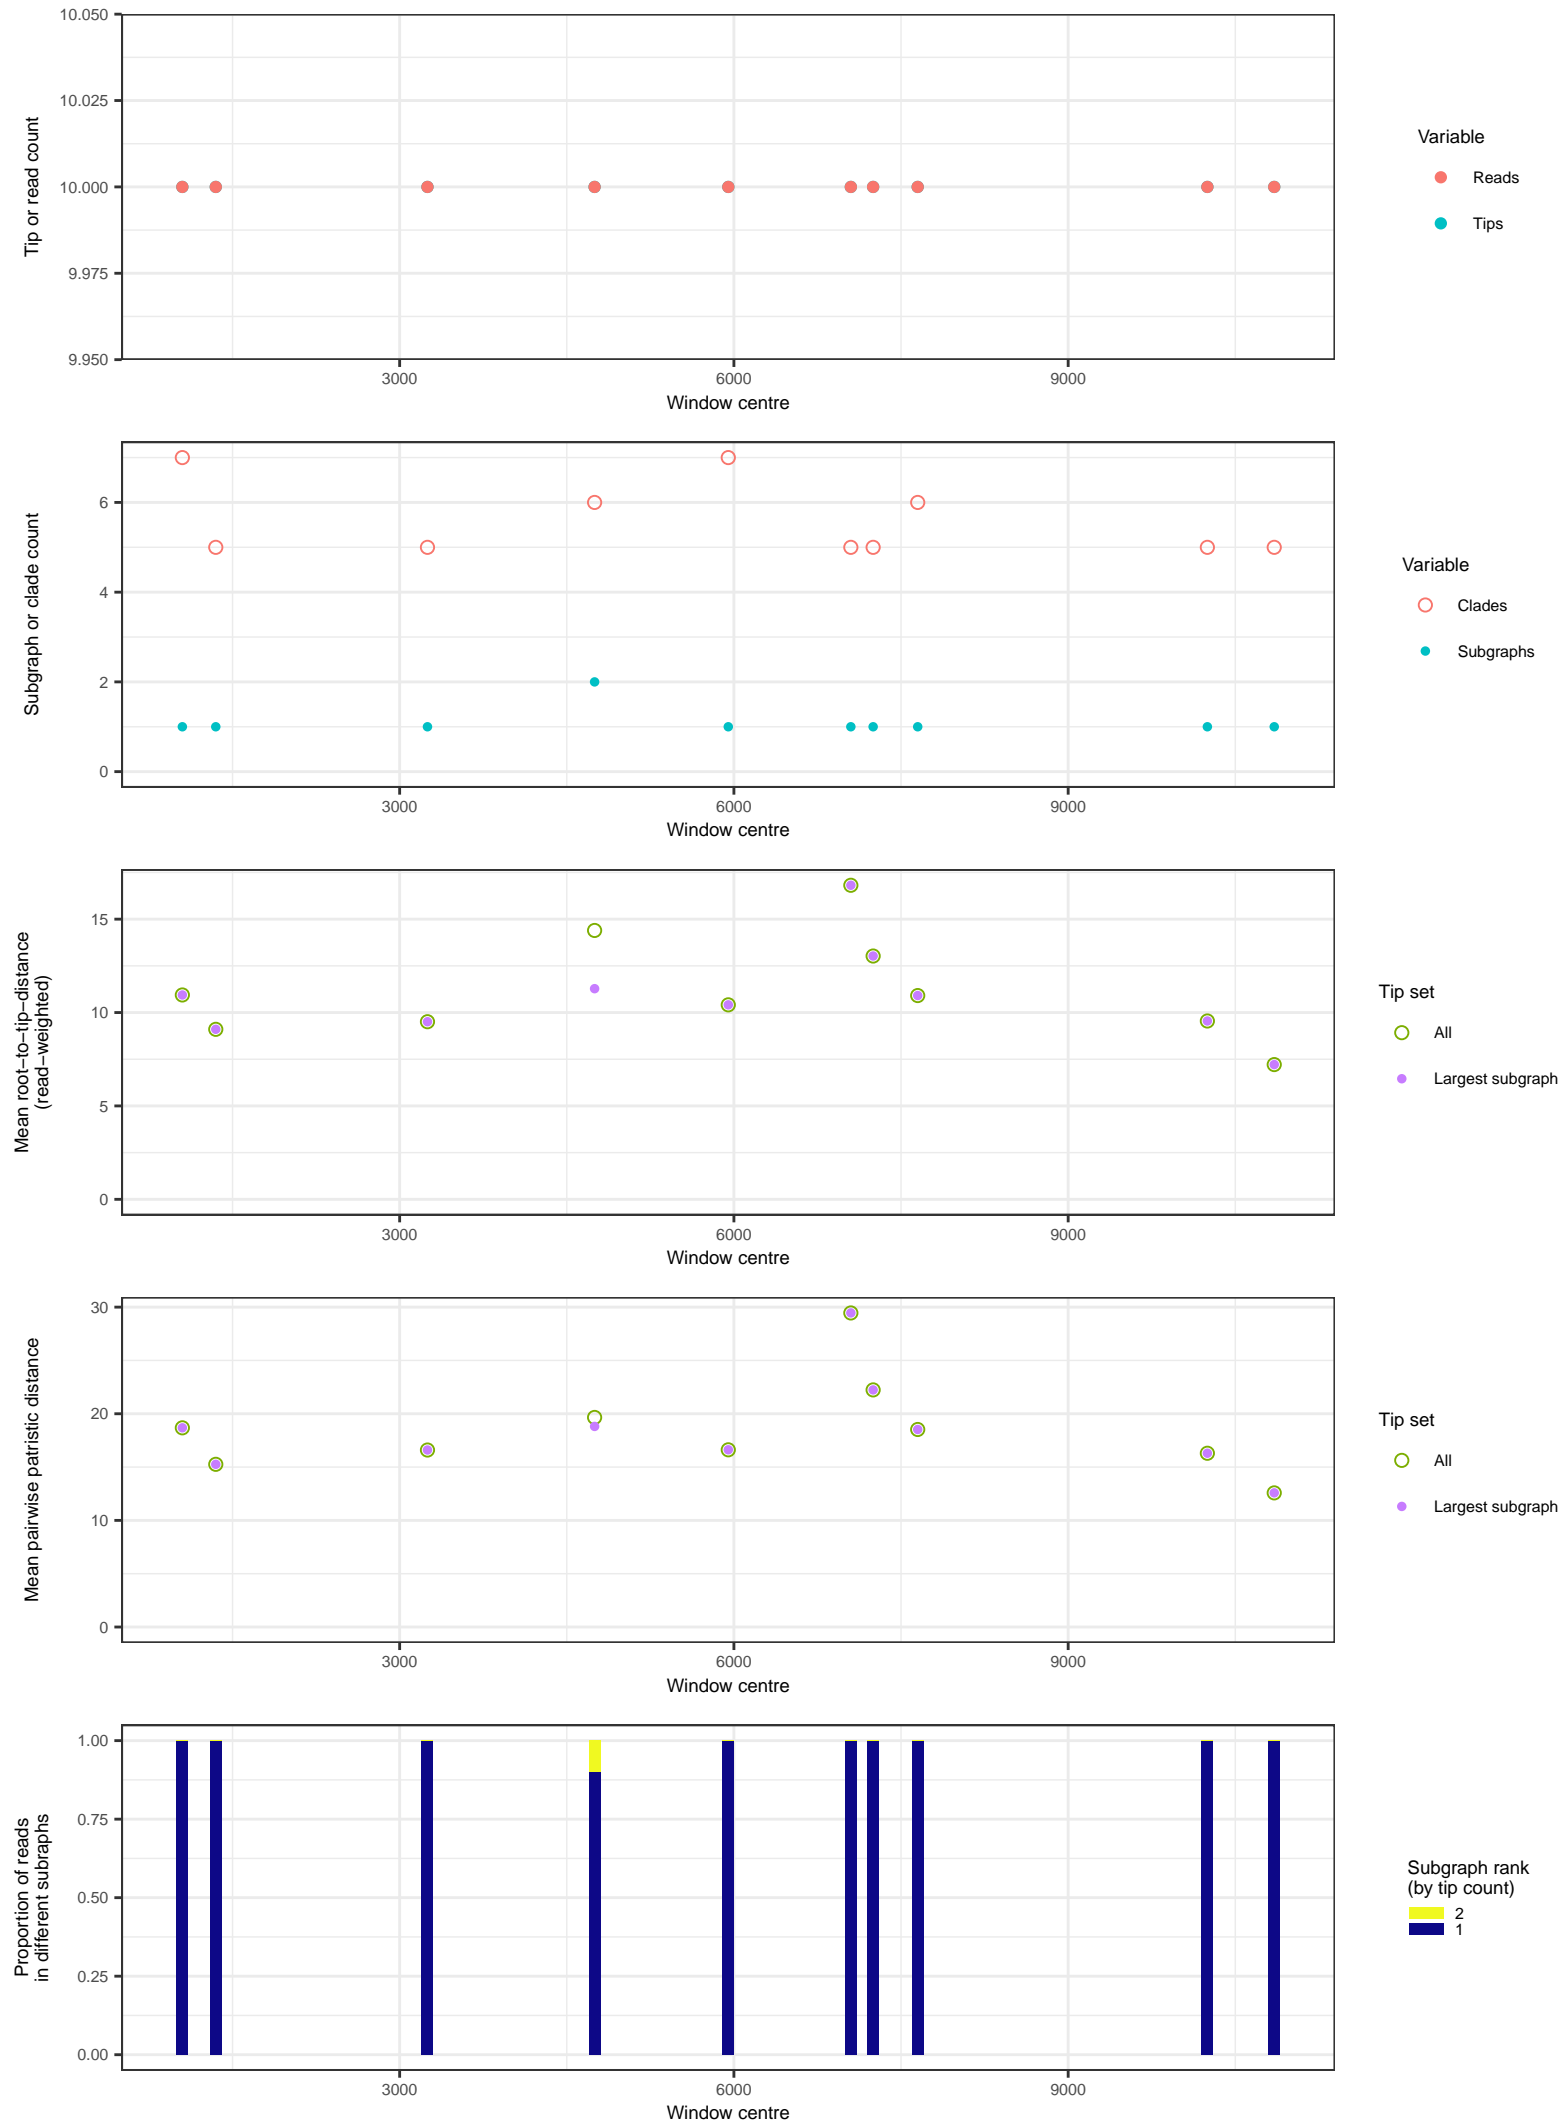 10.050
10.025
10.000
9.975
9.950
Tip or read count
3000
6000
9000
Window centre
Variable
Reads
Tips
6
4
2
0
Subgraph or clade count
3000
6000
9000
Window centre
Variable
Clades
Subgraphs
15
10
5
0
Mean root−to−tip−distance
(read−weighted)
3000
6000
9000
Window centre
Tip set
All
Largest subgraph
30
20
10
0
Mean pairwise patristic distance
3000
6000
9000
Window centre
Tip set
All
Largest subgraph
1.00
0.75
0.50
0.25
0.00
Proportion of reads
in different subraphs
3000
6000
9000
Window centre
Subgraph rank
(by tip count)
2
1